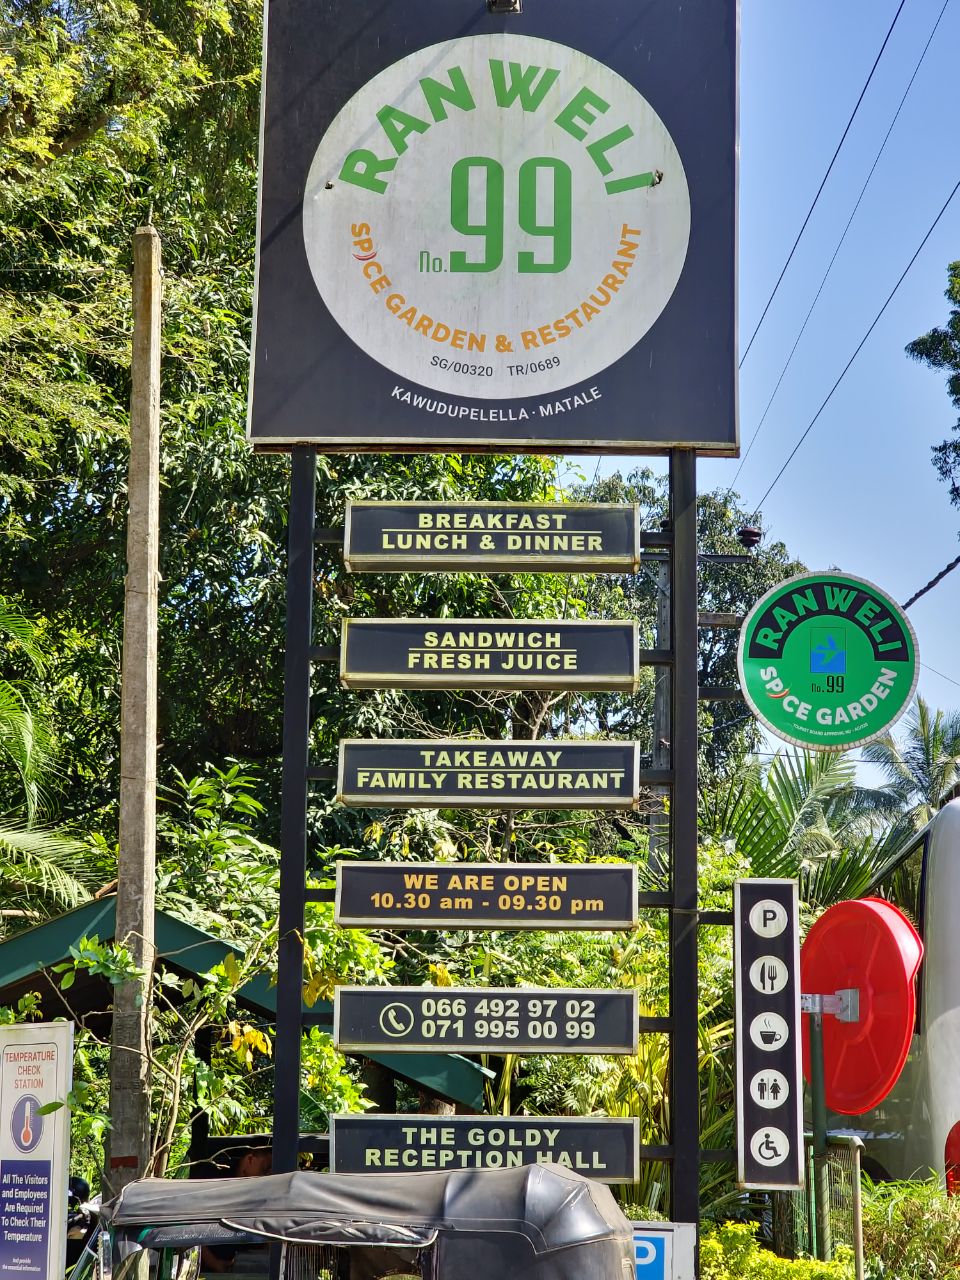 RANWELI
No. 99
SPICE GARDEN & RESTAURANT
SG/00320 TR/0689
KAWUDUPELELLA · MATALE
BREAKFAST
LUNCH & DINNER
SANDWICH
FRESH JUICE
TAKEAWAY
FAMILY RESTAURANT
WE ARE OPEN
10.30 am - 09.30 pm
066 492 97 02
071 995 00 99
THE GOLDY
RECEPTION HALL
RANWELI
No. 99
SPICE GARDEN
P
P
TEMPERATURE
CHECK
STATION
All The Visitors
and Employees
Are Required
To Check Their
Temperature